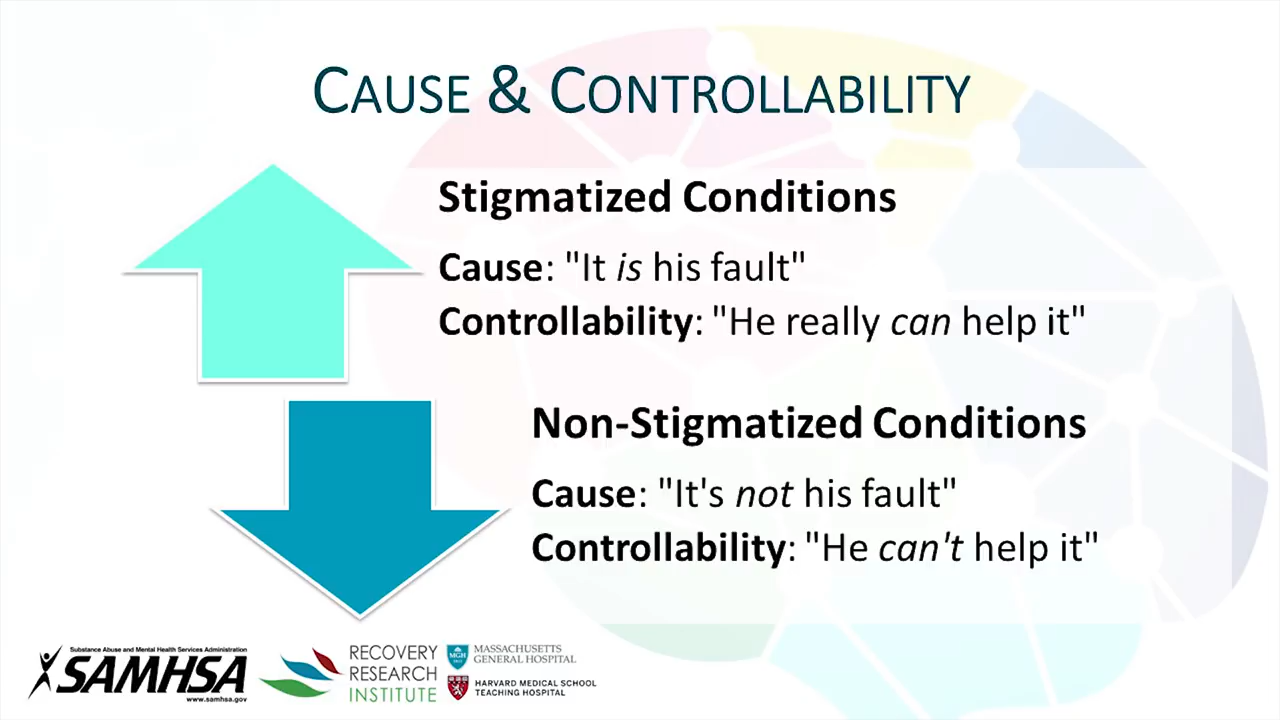 CAUSE & CONTROLLABILITY
Stigmatized Conditions
Cause: "It is his fault"
Controllability: "He really can help it"
Non-Stigmatized Conditions
Cause: "It's not his fault"
Controllability: "He can't help it"
Substance Abuse and Mental Health Services Administration
SAMHSA
www.samhsa.gov
RECOVERY
RESEARCH
INSTITUTE
MGH
1811
MASSACHUSETTS
GENERAL HOSPITAL
HARVARD MEDICAL SCHOOL
TEACHING HOSPITAL